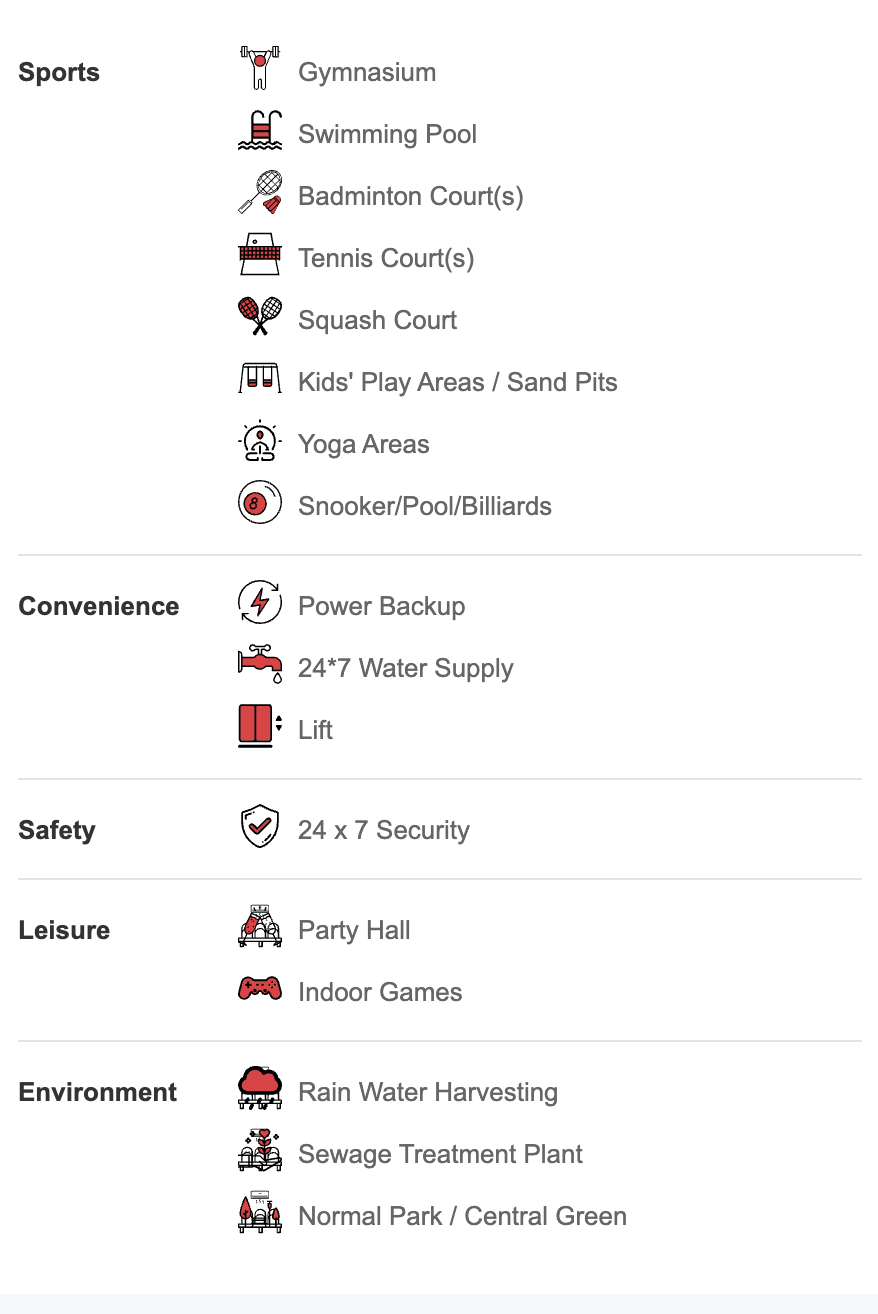 Sports
Gymnasium
Swimming Pool
Badminton Court(s)
Tennis Court(s)
Squash Court
Kids' Play Areas / Sand Pits
Yoga Areas
8
Snooker/Pool/Billiards
Convenience
Power Backup
24*7 Water Supply
Lift
Safety
24 x 7 Security
Leisure
Party Hall
Indoor Games
Environment
Rain Water Harvesting
Sewage Treatment Plant
Normal Park / Central Green